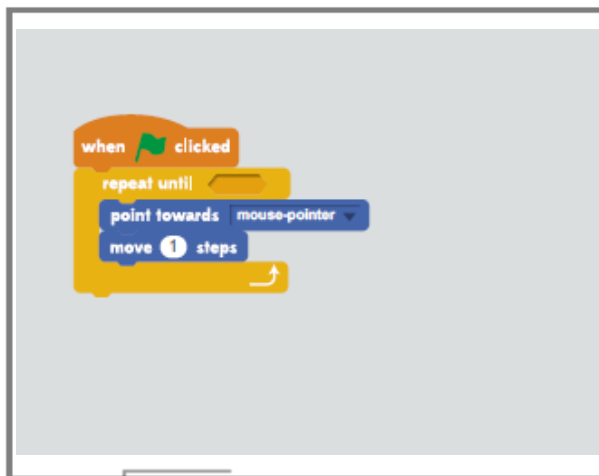 when clicked
repeat until
point towards mouse-pointer
move 1 steps